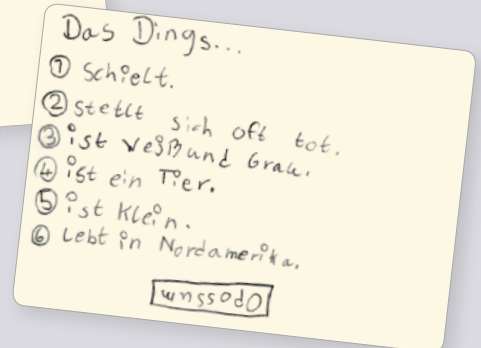 Das Dings...
① Schielt.
② stellt sich oft tot.
③ ist Weiß und Grau.
④ ist ein Tier.
⑤ ist Klein.
⑥ Lebt in Nordamerika.
Opossum